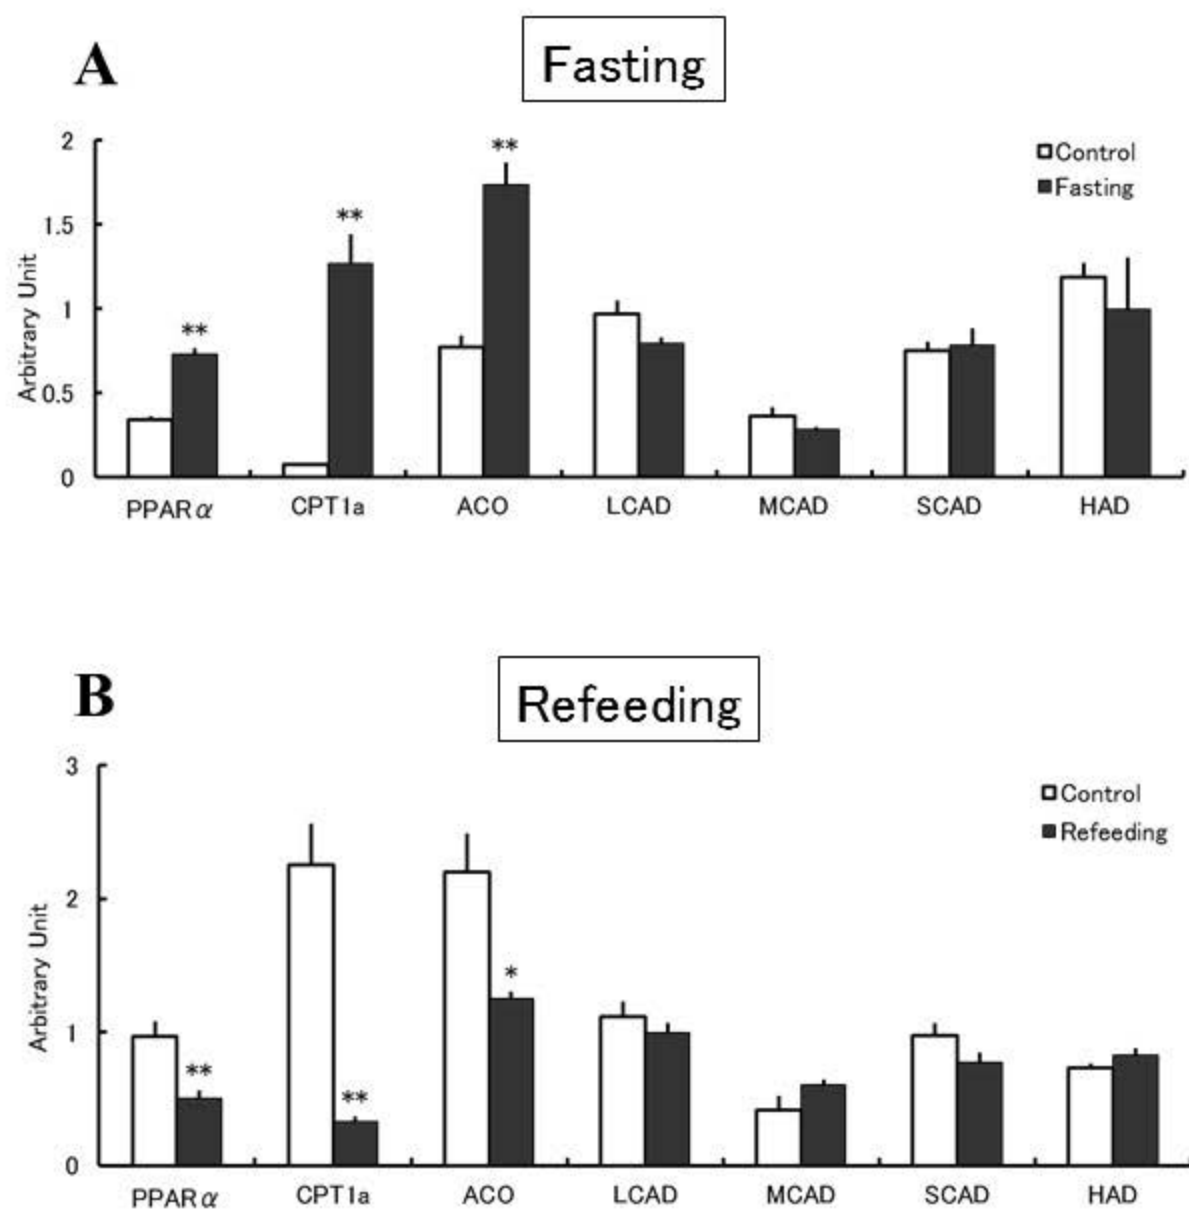 A
Fasting
2
1.5
1
0.5
0
Arbitrary Unit
**
**
**
Control
Fasting
PPARα CPT1a ACO LCAD MCAD SCAD HAD
B
Refeeding
3
2
1
0
Arbitrary Unit
**
**
*
Control
Refeeding
PPARα CPT1a ACO LCAD MCAD SCAD HAD